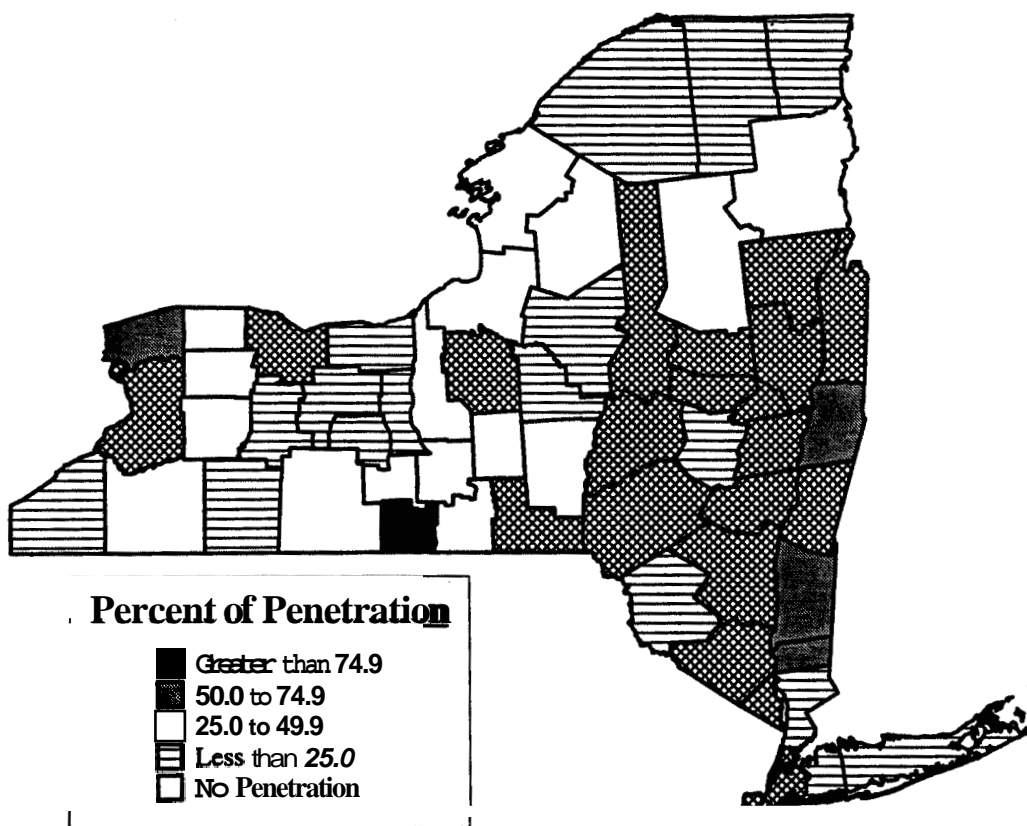 Percent of Penetration
Greater than 74.9
50.0 to 74.9
25.0 to 49.9
Less than 25.0
No Penetration